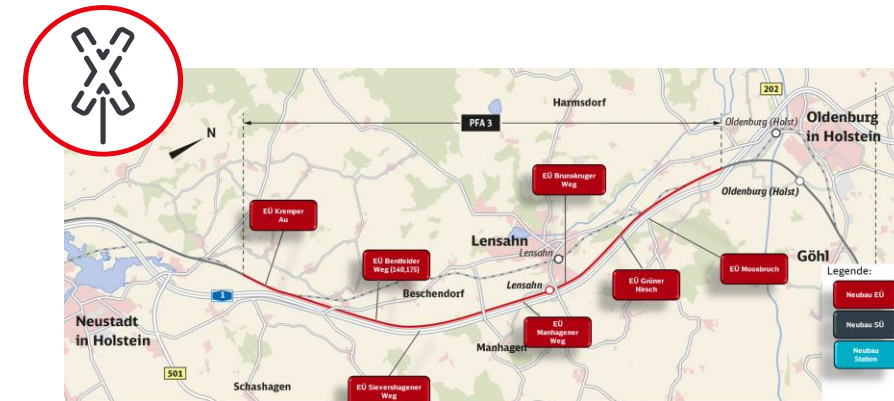 202
Harmsdorf
PFA 3
Oldenburg (Holst)
Oldenburg
in Holstein
N
EÜ Brunskruger
Weg
Oldenburg (Holst)
EÜ Kremper
Au
Lensahn
Lensahn
EÜ Bentfelder
Weg (140,175)
Göhl
EÜ Moosbruch
Legende:
EÜ Grüner
Hirsch
Lensahn
Beschendorf
1
Neubau EÜ
Neustadt
in Holstein
EÜ
Manhagener
Weg
Neubau SÜ
Manhagen
Neubau
Station
501
Schashagen
EÜ Sievershagener
Weg